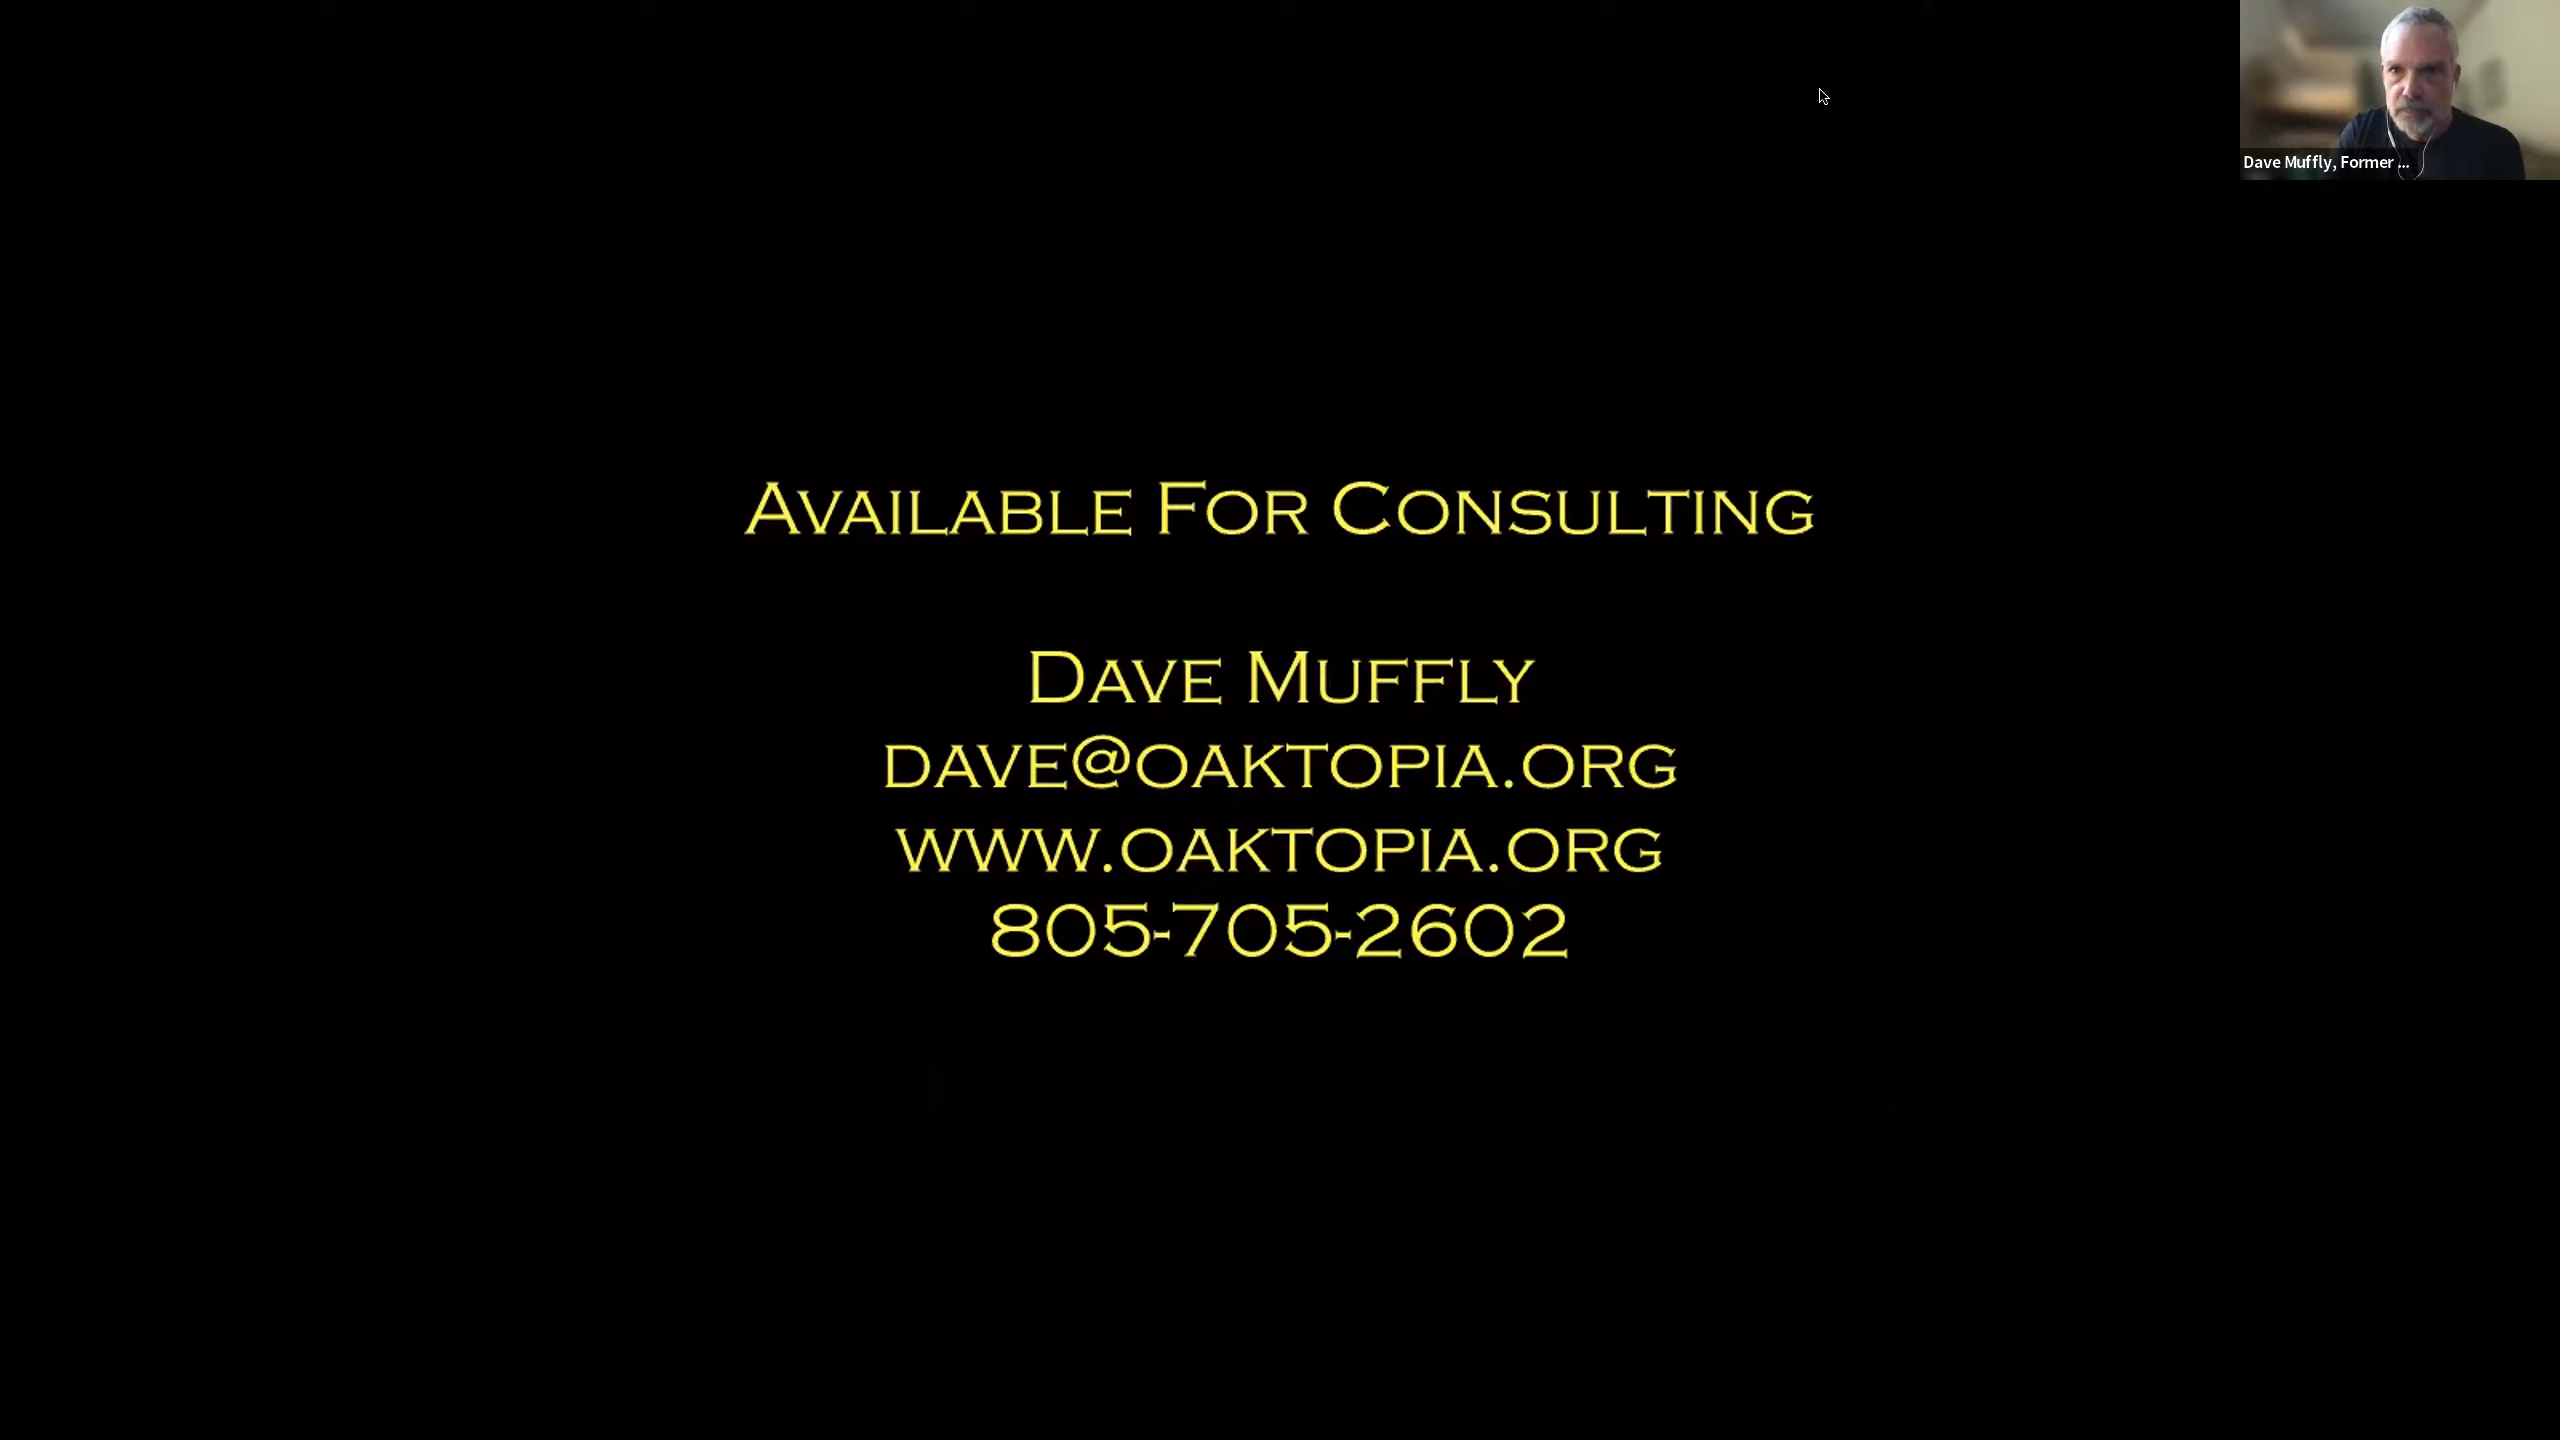 Dave Muffly, Former ...
Available For Consulting
Dave Muffly
dave@oaktopia.org
www.oaktopia.org
805-705-2602